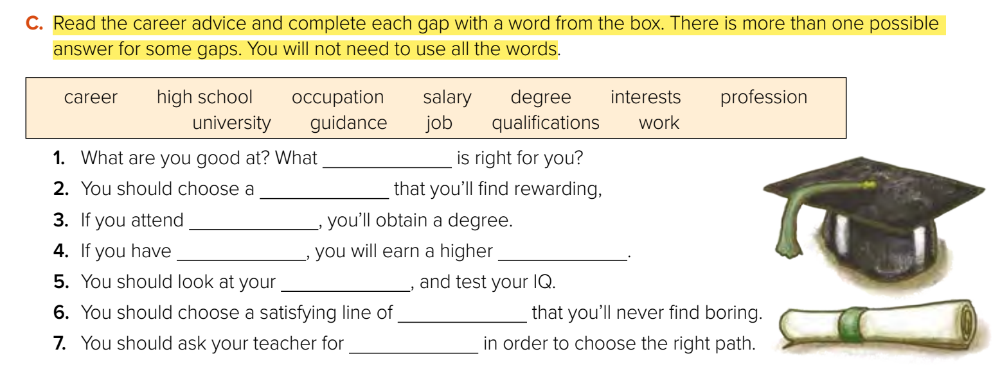 C. Read the career advice and complete each gap with a word from the box. There is more than one possible
answer for some gaps. You will not need to use all the words.
career high school occupation salary degree interests profession
university guidance job qualifications work
1. What are you good at? What ____________ is right for you?
2. You should choose a ____________ that you'll find rewarding,
3. If you attend ____________, you'll obtain a degree.
4. If you have ____________, you will earn a higher ____________.
5. You should look at your ____________, and test your IQ.
6. You should choose a satisfying line of ____________ that you'll never find boring.
7. You should ask your teacher for ____________ in order to choose the right path.